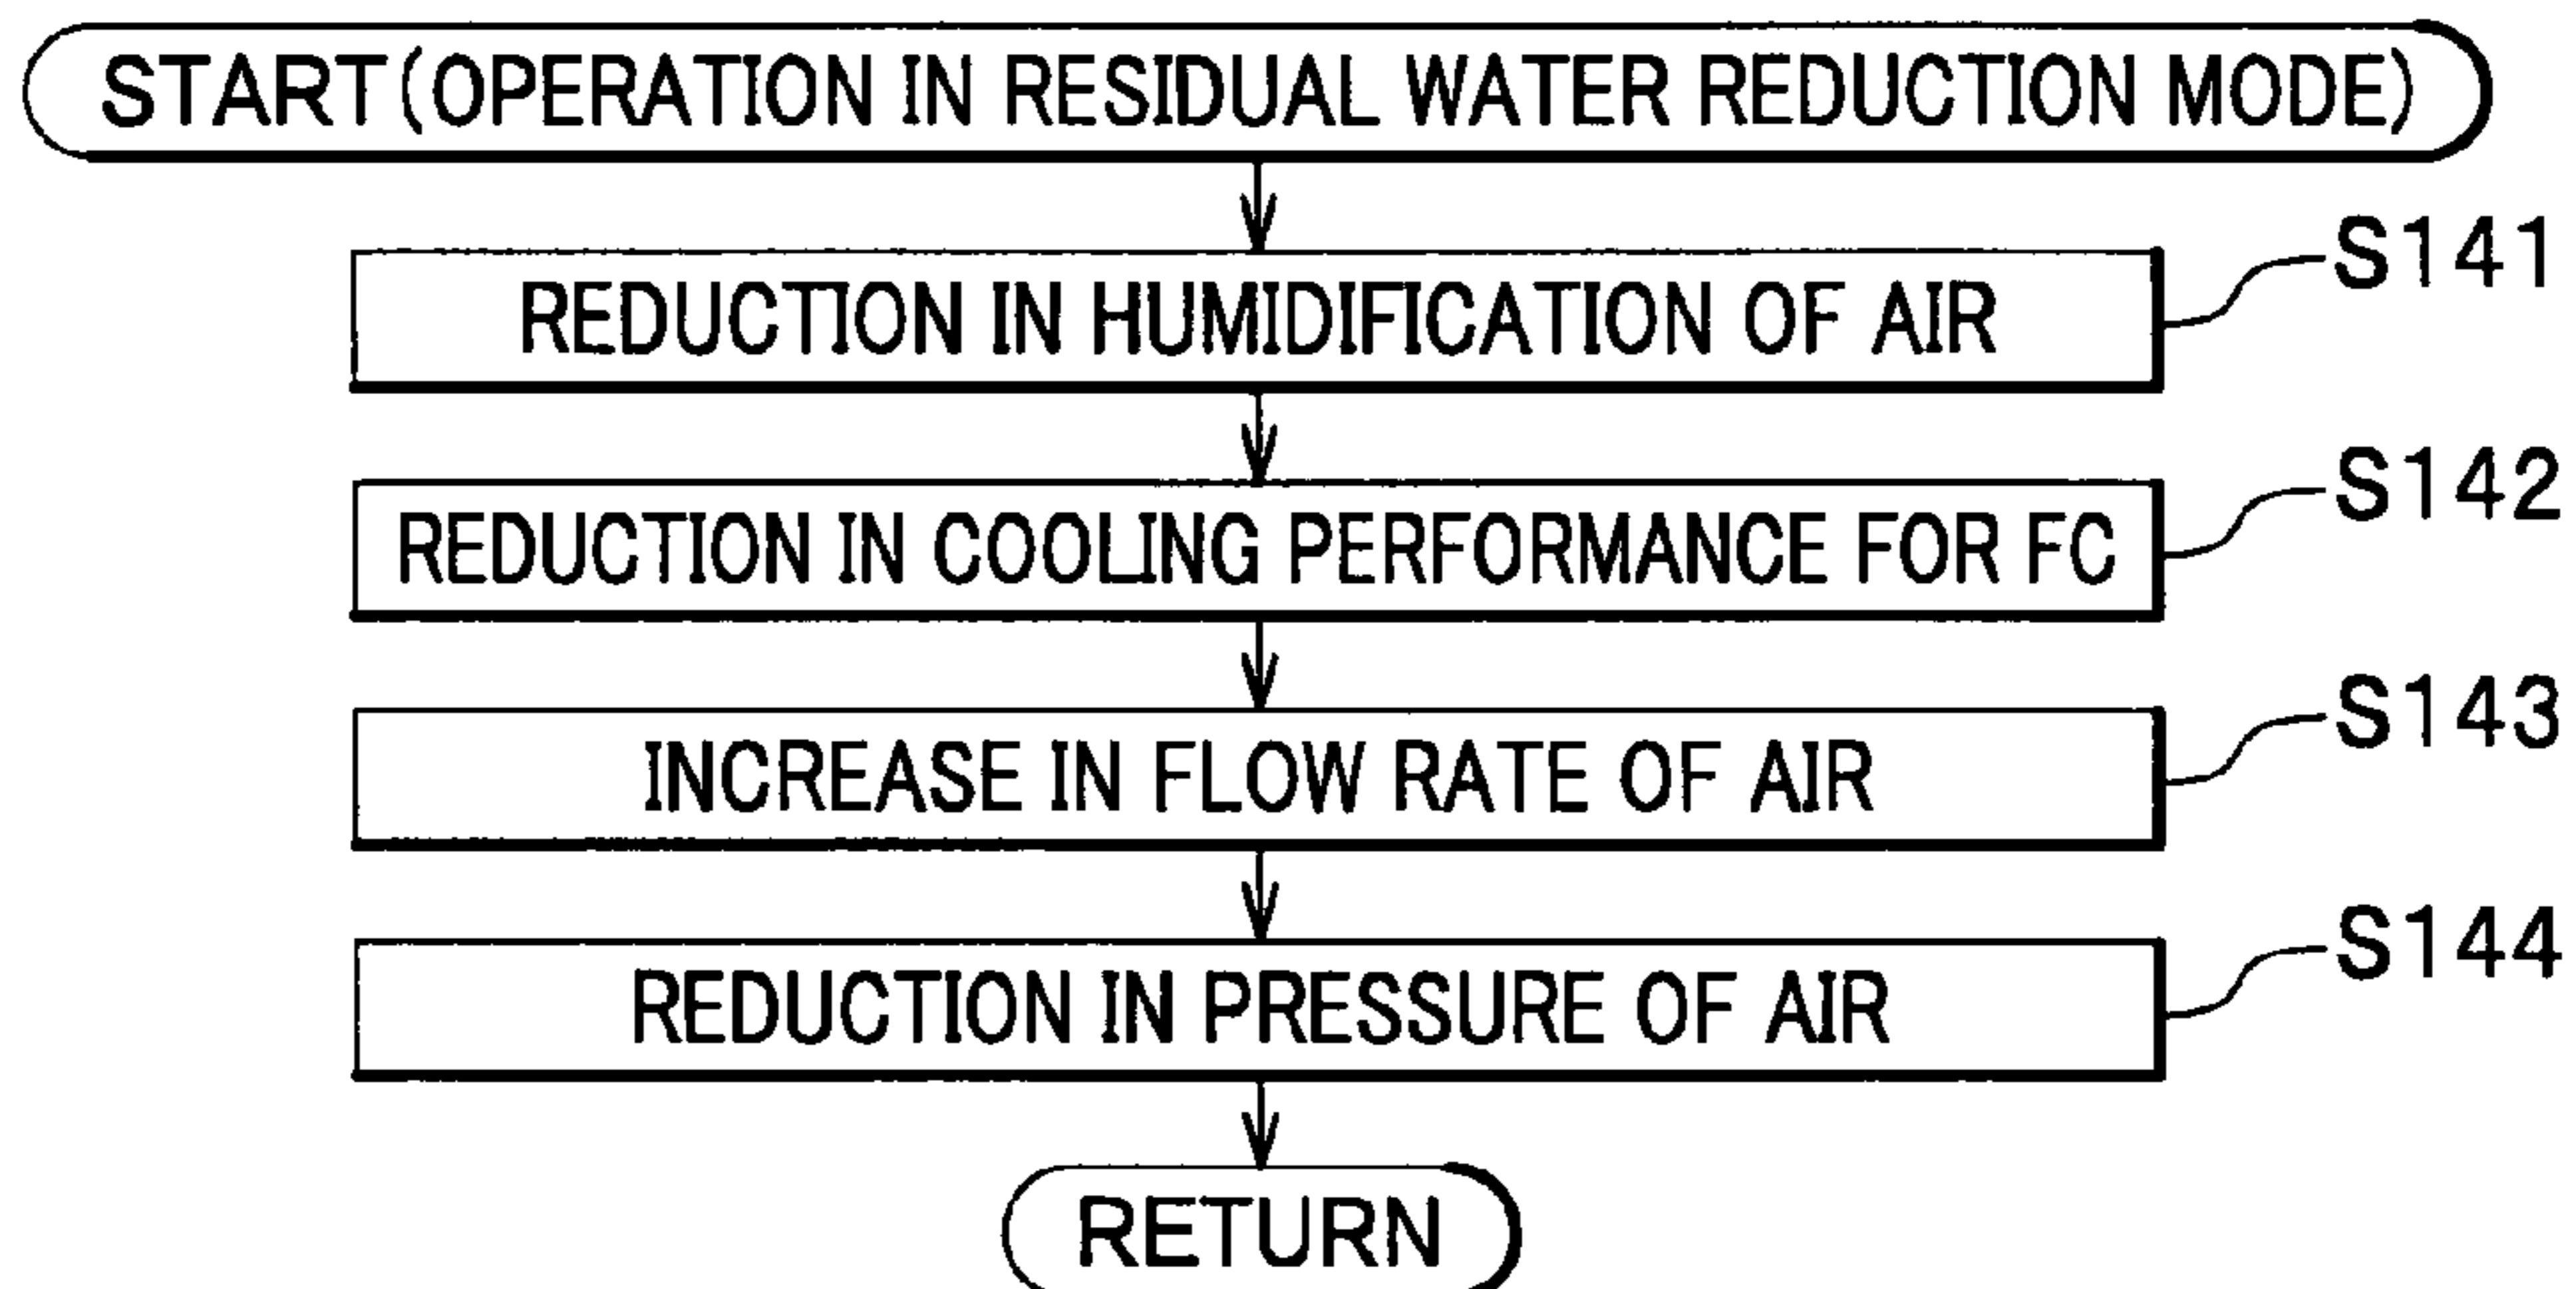 START(OPERATION IN RESIDUAL WATER REDUCTION MODE)
REDUCTION IN HUMIDIFICATION OF AIR
S141
REDUCTION IN COOLING PERFORMANCE FOR FC
S142
INCREASE IN FLOW RATE OF AIR
S143
REDUCTION IN PRESSURE OF AIR
S144
RETURN